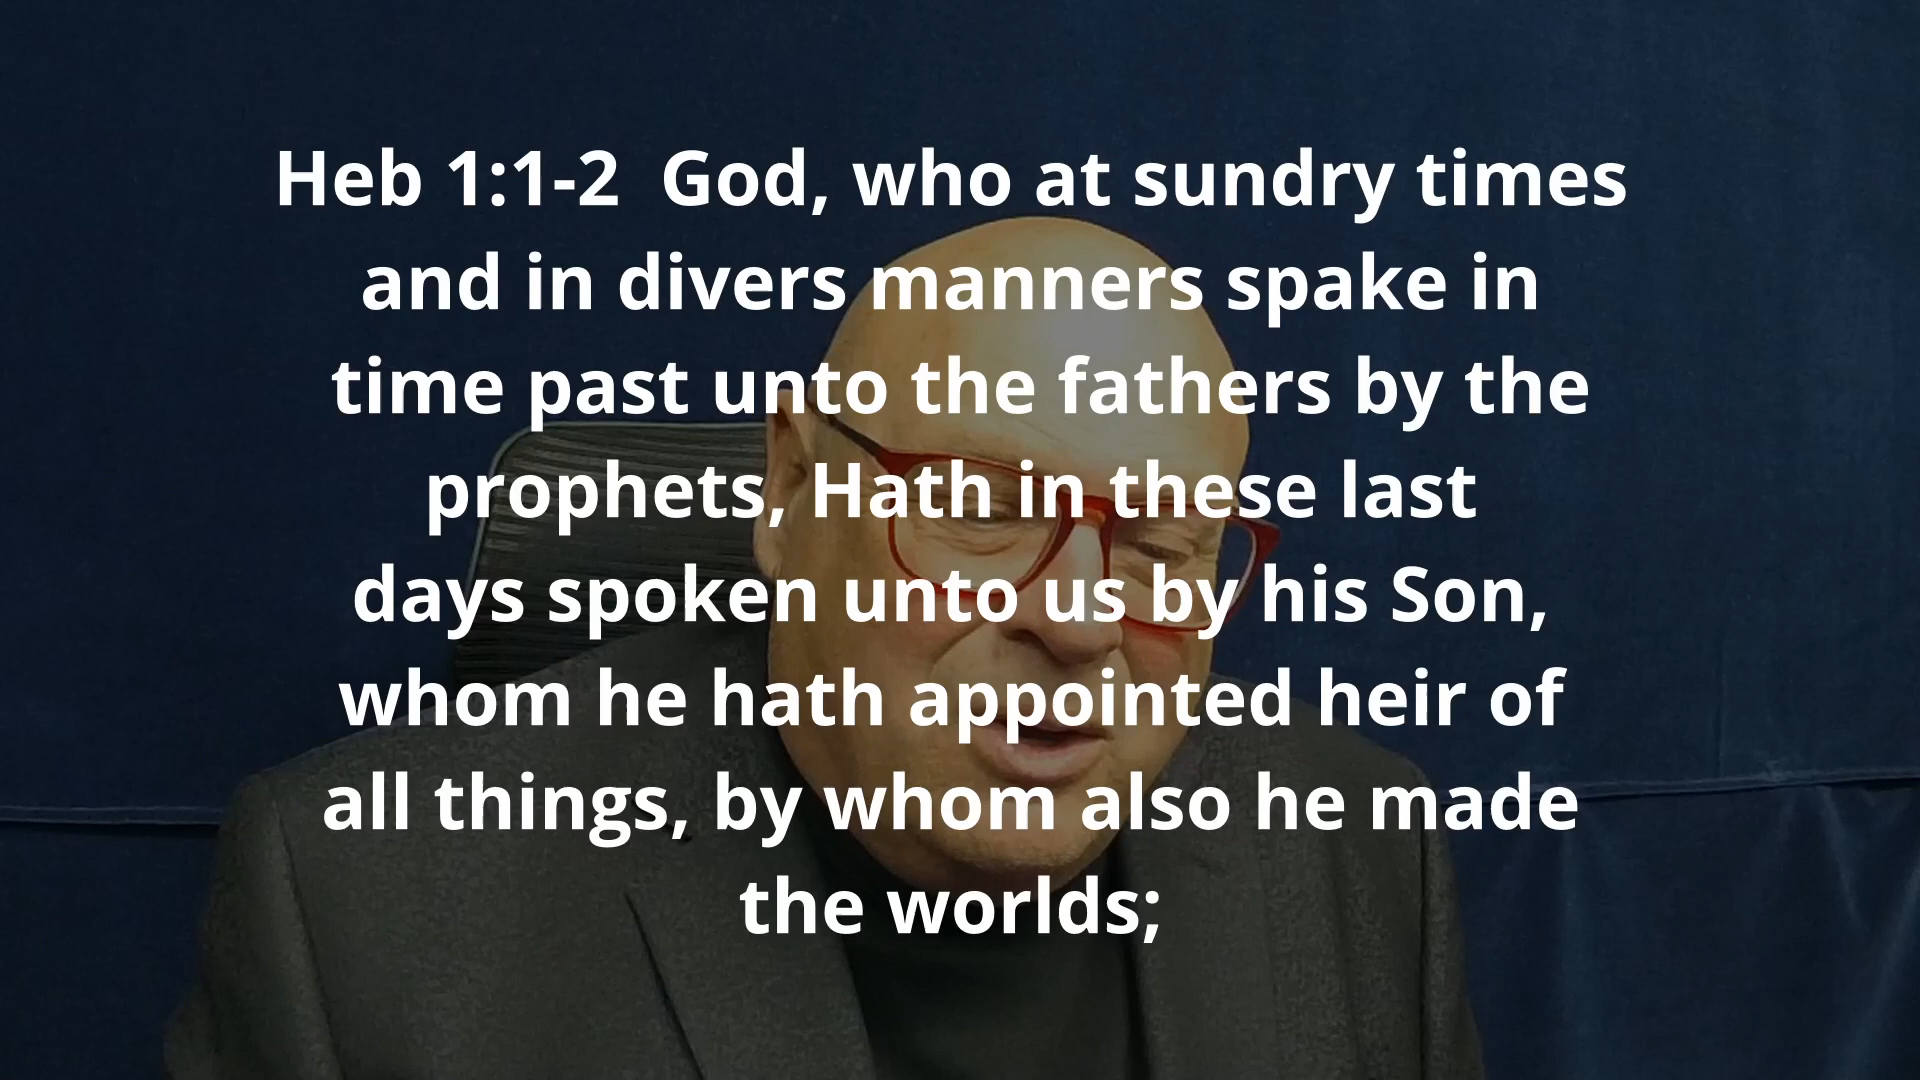 Heb 1:1-2  God, who at sundry times
and in divers manners spake in
time past unto the fathers by the
prophets, Hath in these last
days spoken unto us by his Son,
whom he hath appointed heir of
all things, by whom also he made
the worlds;